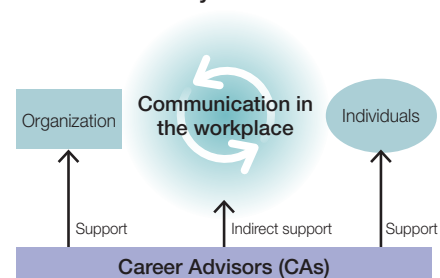 Organization
Communication in
the workplace
Individuals
Support
Indirect support
Support
Career Advisors (CAs)